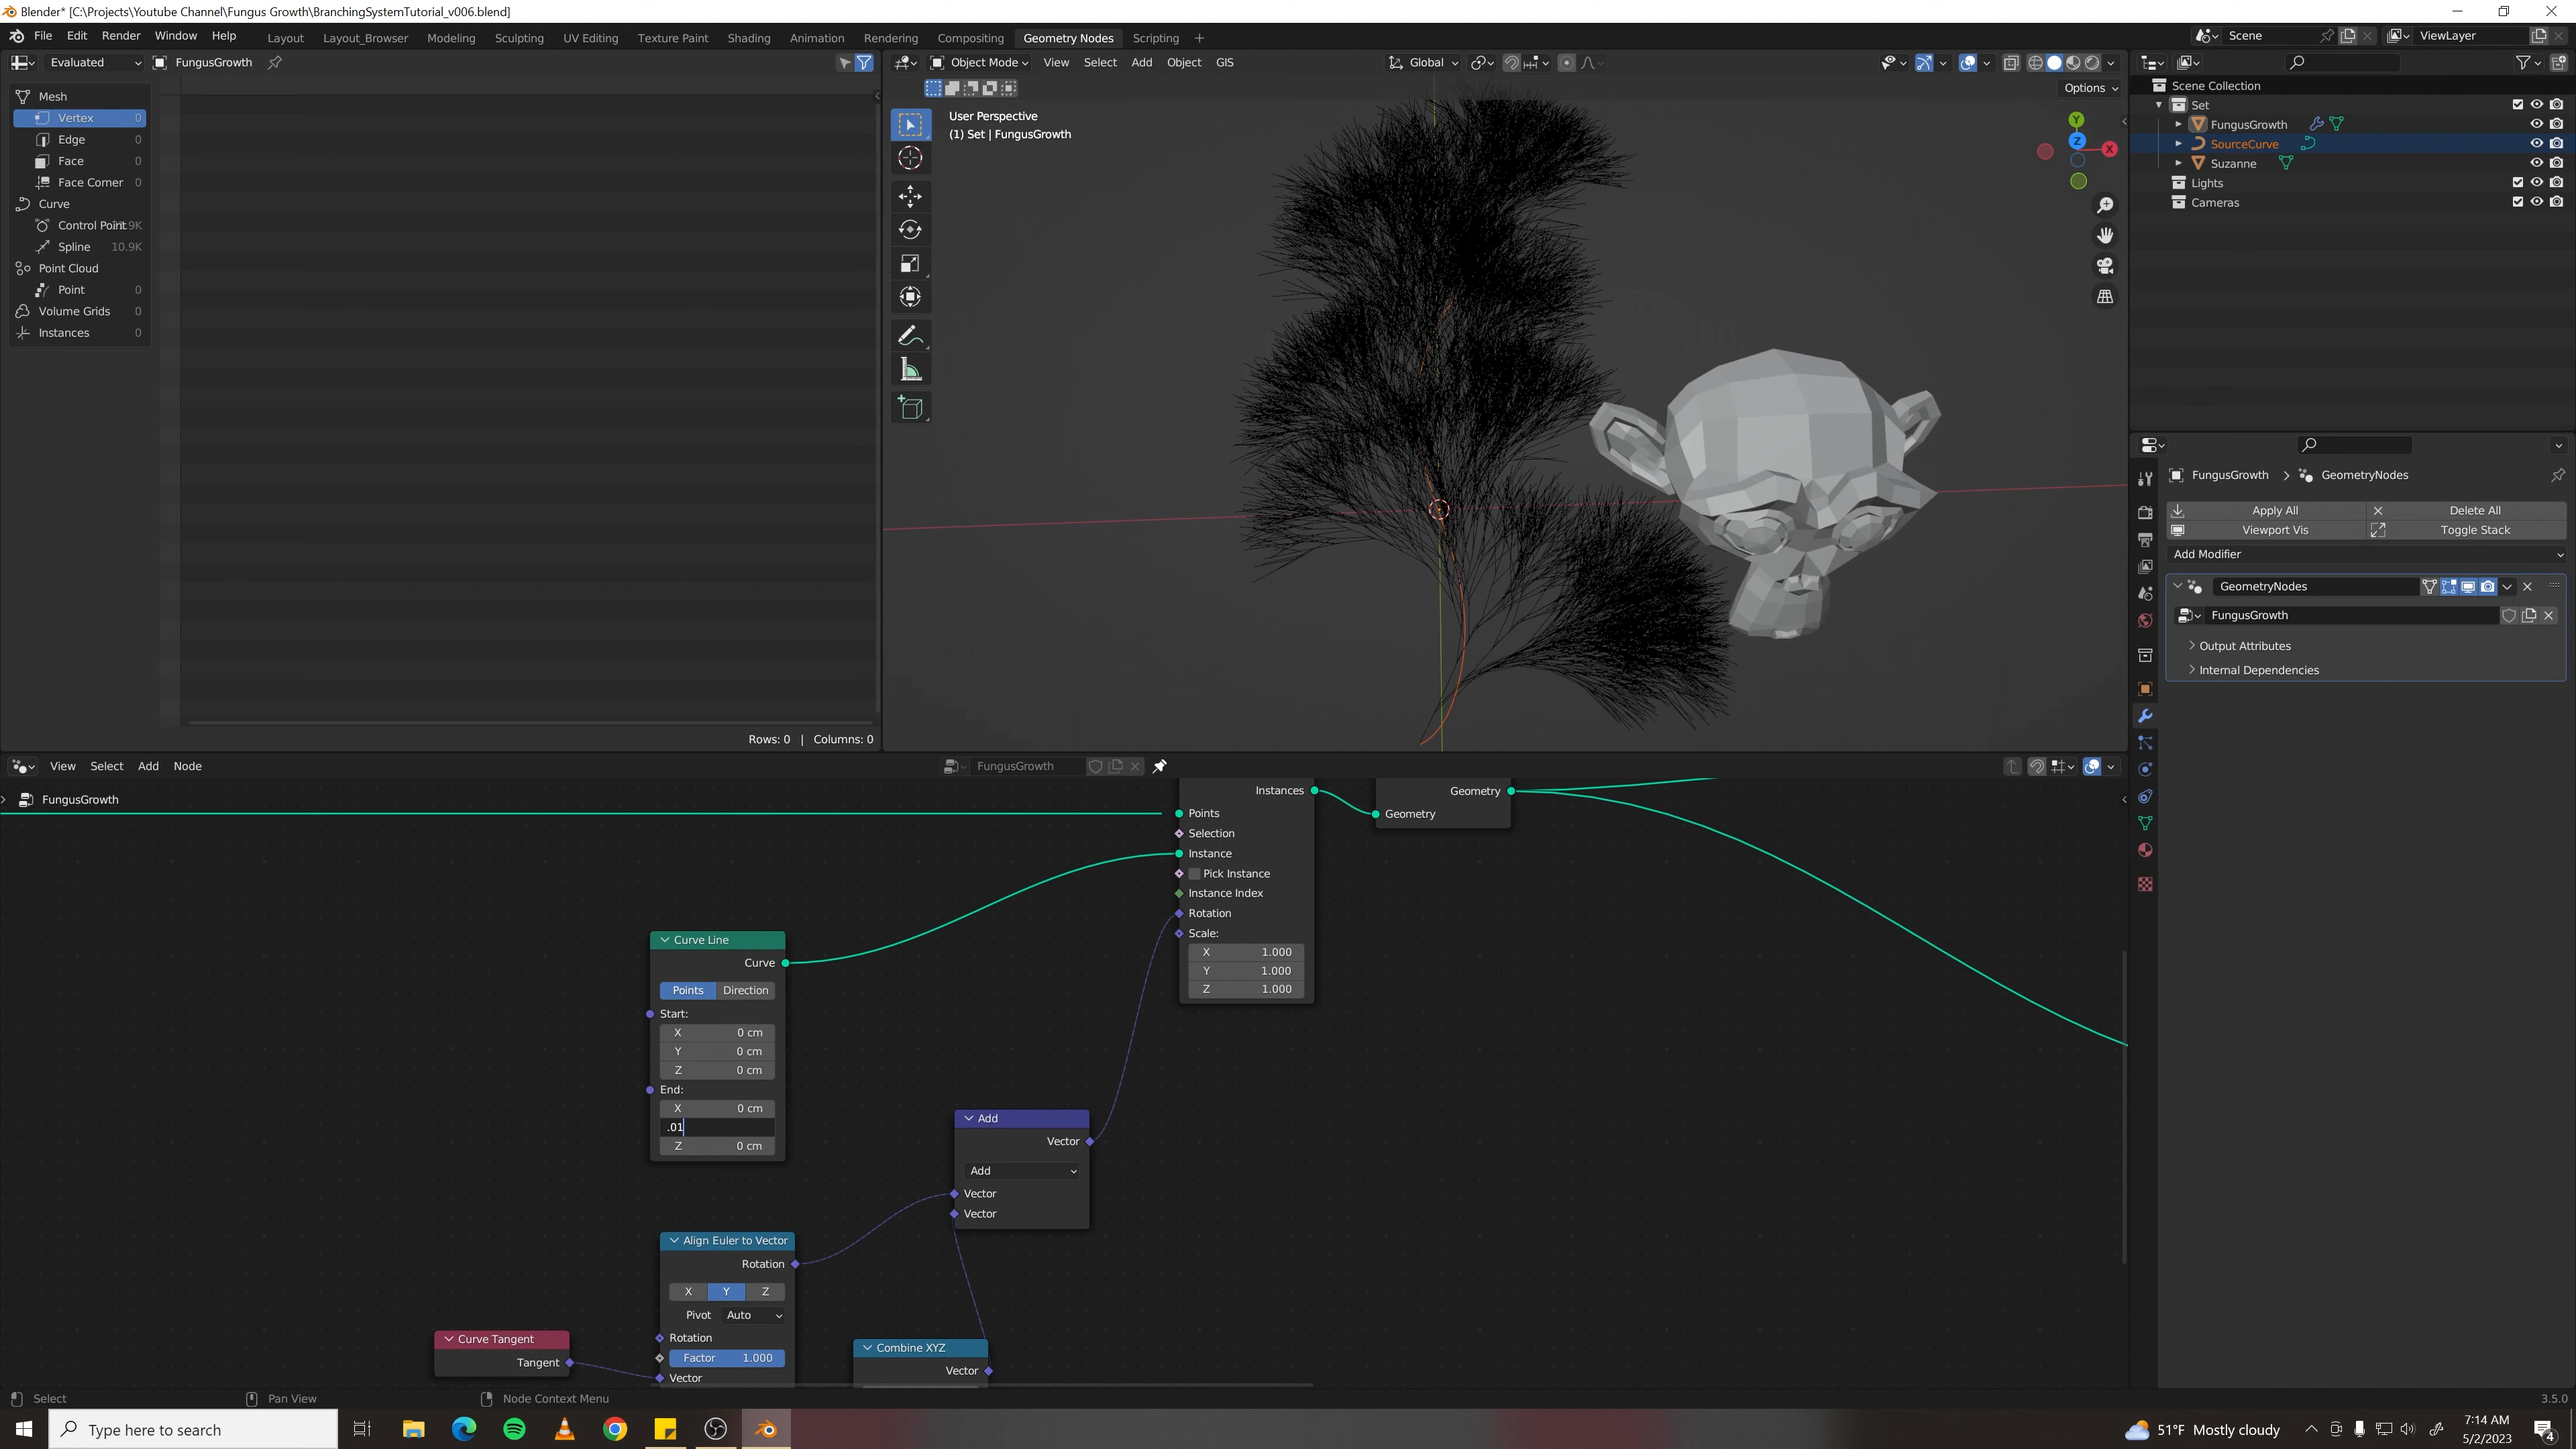 Blender* [C:\Projects\Youtube Channel\Fungus Growth\BranchingSystemTutorial_v006.blend]
File Edit Render Window Help Layout Layout_Browser Modeling Sculpting UV Editing Texture Paint Shading Animation Rendering Compositing Geometry Nodes Scripting + Scene ViewLayer
Evaluated FungusGrowth
Object Mode View Select Add Object GIS Global
Options
Mesh
Vertex 0
Edge 0
Face 0
Face Corner 0
Curve
Control Point 9K
Spline 10.9K
Point Cloud
Point 0
Volume Grids 0
Instances 0
Rows: 0 | Columns: 0
User Perspective
(1) Set | FungusGrowth
Y
Z
X
Scene Collection
Set
FungusGrowth
SourceCurve
Suzanne
Lights
Cameras
FungusGrowth > GeometryNodes
Apply All Delete All
Viewport Vis Toggle Stack
Add Modifier
GeometryNodes
FungusGrowth
Output Attributes
Internal Dependencies
View Select Add Node FungusGrowth
FungusGrowth
Instances
Points
Selection
Instance
Pick Instance
Instance Index
Rotation
Scale:
X 1.000
Y 1.000
Z 1.000
Geometry
Geometry
Curve Line
Curve
Points Direction
Start:
X 0 cm
Y 0 cm
Z 0 cm
End:
X 0 cm
.01
Z 0 cm
Add
Vector
Add
Vector
Vector
Align Euler to Vector
Rotation
X Y Z
Pivot Auto
Rotation
Factor 1.000
Vector
Curve Tangent
Tangent
Combine XYZ
Vector
Select Pan View Node Context Menu 3.5.0
Type here to search
51°F Mostly cloudy
7:14 AM
5/2/2023
4